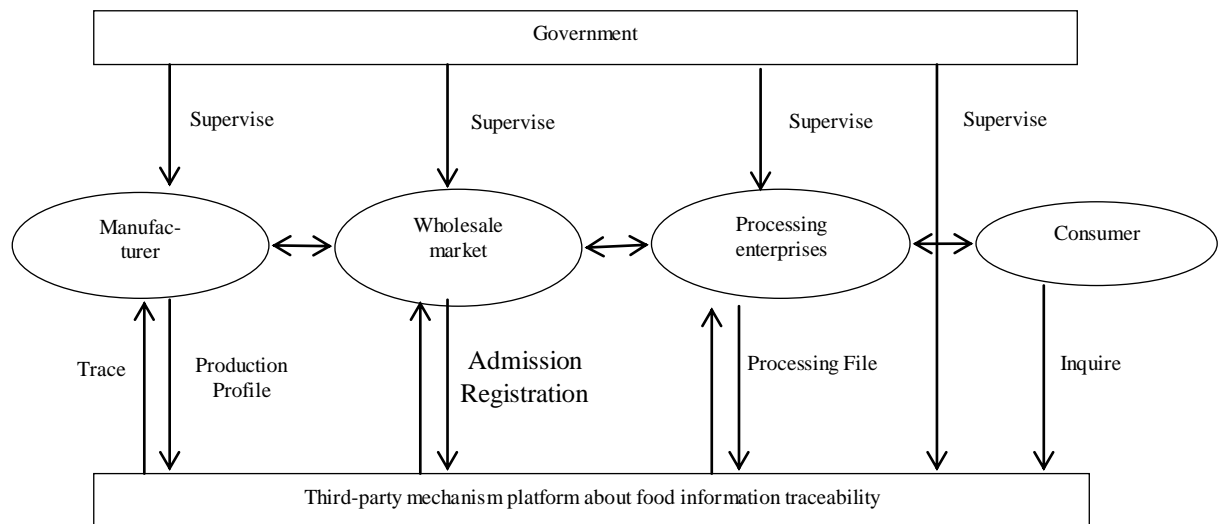 Government
Supervise
Supervise
Supervise
Supervise
Manufac-
turer
Wholesale
market
Processing
enterprises
Consumer
Trace
Production
Profile
Admission
Registration
Processing File
Inquire
Third-party mechanism platform about food information traceability